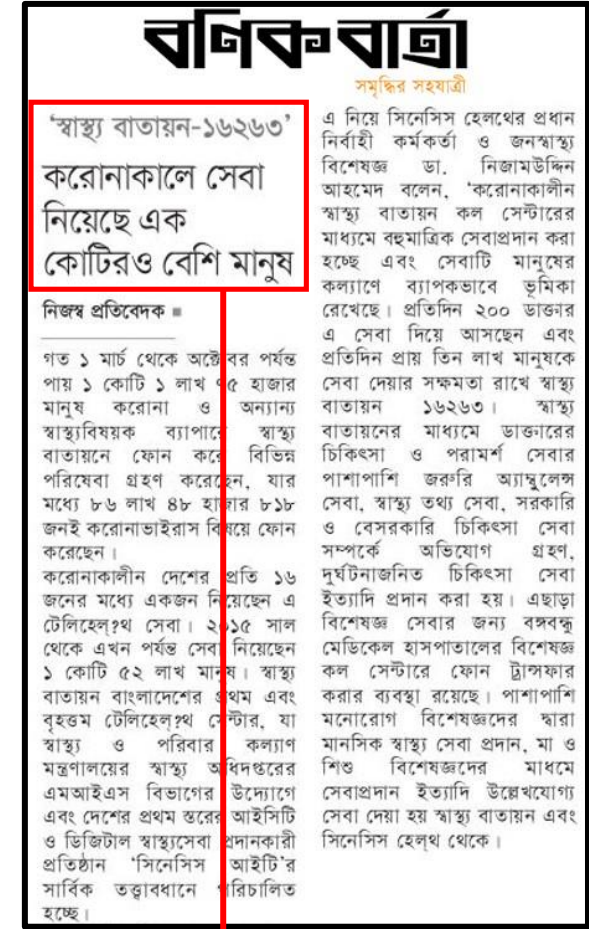 বণিক বার্তা
সমৃদ্ধির সহযাত্রী
‘স্বাস্থ্য বাতায়ন-১৬২৬৩’
করোনাকালে সেবা
নিয়েছে এক
কোটিরও বেশি মানুষ
নিজস্ব প্রতিবেদক
গত ১ মার্চ থেকে অক্টোবর পর্যন্ত
পায় ১ কোটি ১ লাখ ৭৫ হাজার
মানুষ করোনা ও অন্যান্য
স্বাস্থ্যবিষয়ক ব্যাপারে স্বাস্থ্য
বাতায়নে ফোন করে বিভিন্ন
পরিষেবা গ্রহণ করেছেন, যার
মধ্যে ৮৬ লাখ ৪৮ হাজার ৮১৮
জনই করোনাভাইরাস বিষয়ে ফোন
করেছেন।
করোনাকালীন দেশের প্রতি ১৬
জনের মধ্যে একজন নিয়েছেন এ
টেলিহেল্?থ সেবা। ২০১৫ সাল
থেকে এখন পর্যন্ত সেবা নিয়েছেন
১ কোটি ৫২ লাখ মানুষ। স্বাস্থ্য
বাতায়ন বাংলাদেশের প্রথম এবং
বৃহত্তম টেলিহেল্?থ সেন্টার, যা
স্বাস্থ্য ও পরিবার কল্যাণ
মন্ত্রণালয়ের স্বাস্থ্য অধিদপ্তরের
এমআইএস বিভাগের উদ্যোগে
এবং দেশের প্রথম স্তরের আইসিটি
ও ডিজিটাল স্বাস্থ্যসেবা প্রদানকারী
প্রতিষ্ঠান ‘সিনেসিস আইটি’র
সার্বিক তত্ত্বাবধানে পরিচালিত
হচ্ছে।
এ নিয়ে সিনেসিস হেলথের প্রধান
নির্বাহী কর্মকর্তা ও জনস্বাস্থ্য
বিশেষজ্ঞ ডা. নিজামউদ্দিন
আহমেদ বলেন, ‘করোনাকালীন
স্বাস্থ্য বাতায়ন কল সেন্টারের
মাধ্যমে বহুমাত্রিক সেবাপ্রদান করা
হচ্ছে এবং সেবাটি মানুষের
কল্যাণে ব্যাপকভাবে ভূমিকা
রেখেছে। প্রতিদিন ২০০ ডাক্তার
এ সেবা দিয়ে আসছেন এবং
প্রতিদিন প্রায় তিন লাখ মানুষকে
সেবা দেয়ার সক্ষমতা রাখে স্বাস্থ্য
বাতায়ন ১৬২৬৩। স্বাস্থ্য
বাতায়নের মাধ্যমে ডাক্তারের
চিকিৎসা ও পরামর্শ সেবার
পাশাপাশি জরুরি অ্যাম্বুলেন্স
সেবা, স্বাস্থ্য তথ্য সেবা, সরকারি
ও বেসরকারি চিকিৎসা সেবা
সম্পর্কে অভিযোগ গ্রহণ,
দুর্ঘটনাজনিত চিকিৎসা সেবা
ইত্যাদি প্রদান করা হয়। এছাড়া
বিশেষজ্ঞ সেবার জন্য বঙ্গবন্ধু
মেডিকেল হাসপাতালের বিশেষজ্ঞ
কল সেন্টারে ফোন ট্রান্সফার
করার ব্যবস্থা রয়েছে। পাশাপাশি
মনোরোগ বিশেষজ্ঞদের দ্বারা
মানসিক স্বাস্থ্য সেবা প্রদান, মা ও
শিশু বিশেষজ্ঞদের মাধমে
সেবাপ্রদান ইত্যাদি উল্লেখযোগ্য
সেবা দেয়া হয় স্বাস্থ্য বাতায়ন এবং
সিনেসিস হেল্থ থেকে।